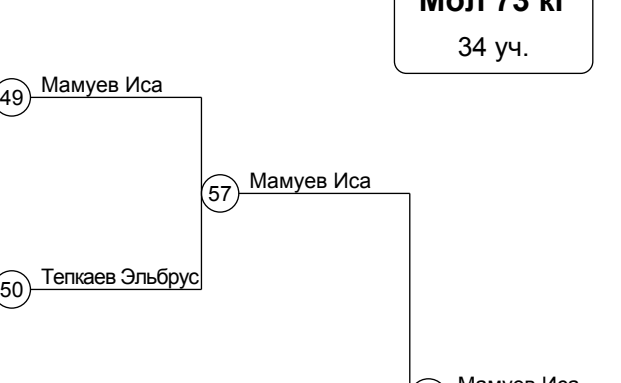 Мол 73 кг
34 уч.
49 Мамуев Иса
57 Мамуев Иса
50 Тепкаев Эльбрус
Мамуев Иса